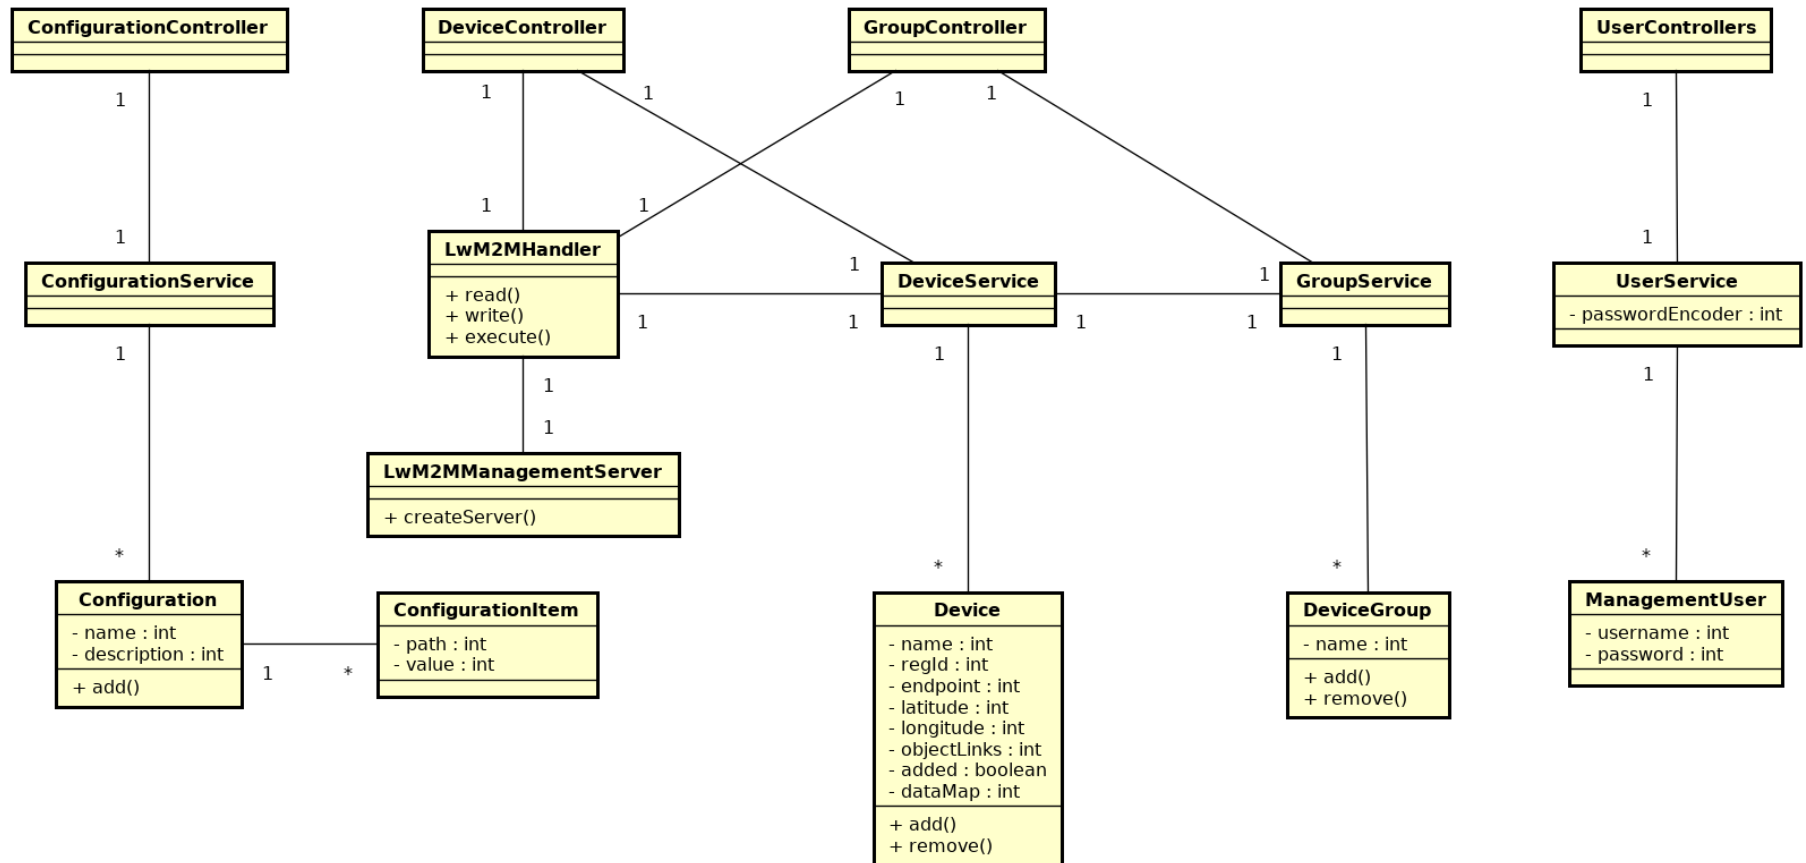 ConfigurationController
DeviceController
GroupController
UserControllers
1
1
1
1
1
1
1
1
1
1
1
1
1
ConfigurationService
LwM2MHandler
+ read()
+ write()
+ execute()
DeviceService
GroupService
UserService
- passwordEncoder : int
1
1
1
1
1
1
1
1
1
1
1
LwM2MManagementServer
+ createServer()
*
*
*
*
Configuration
- name : int
- description : int
+ add()
1
*
ConfigurationItem
- path : int
- value : int
Device
- name : int
- regId : int
- endpoint : int
- latitude : int
- longitude : int
- objectLinks : int
- added : boolean
- dataMap : int
+ add()
+ remove()
DeviceGroup
- name : int
+ add()
+ remove()
ManagementUser
- username : int
- password : int